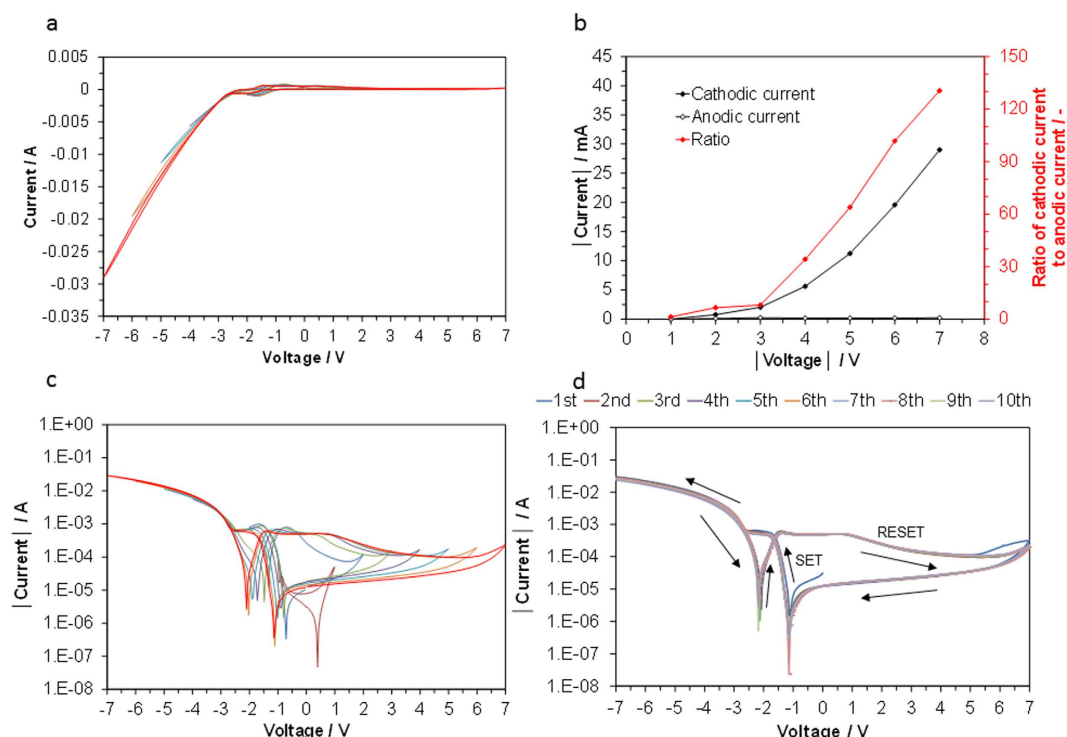 a
0.005
0
-0.005
-0.01
-0.015
-0.02
-0.025
-0.03
-0.035
Current / A
-7 -6 -5 -4 -3 -2 -1 0 1 2 3 4 5 6 7
Voltage / V
b
45
40
35
30
25
20
15
10
5
0
|Current| / mA
Cathodic current
Anodic current
Ratio
150
120
90
60
30
0
Ratio of cathodic current
to anodic current / -
0 1 2 3 4 5 6 7 8
|Voltage| / V
c
1.E+00
1.E-01
1.E-02
1.E-03
1.E-04
1.E-05
1.E-06
1.E-07
1.E-08
|Current| / A
-7 -6 -5 -4 -3 -2 -1 0 1 2 3 4 5 6 7
Voltage / V
d
1st 2nd 3rd 4th 5th 6th 7th 8th 9th 10th
1.E+00
1.E-01
1.E-02
1.E-03
1.E-04
1.E-05
1.E-06
1.E-07
1.E-08
|Current| / A
RESET
SET
-7 -6 -5 -4 -3 -2 -1 0 1 2 3 4 5 6 7
Voltage / V